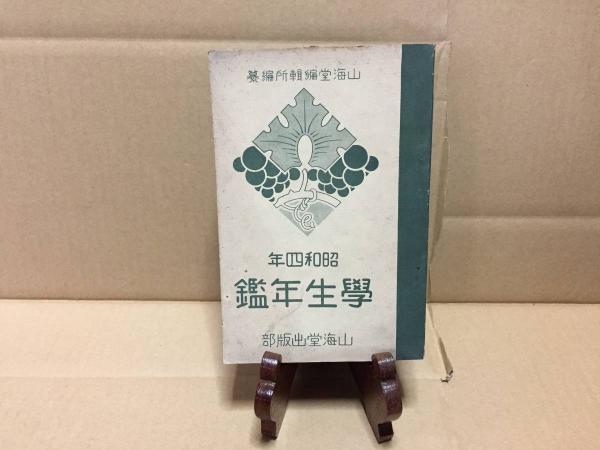 山海堂編輯所編纂
昭和四年
學生年鑑
山海堂出版部